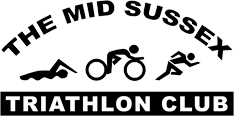 THE MID SUSSEX
TRIATHLON CLUB